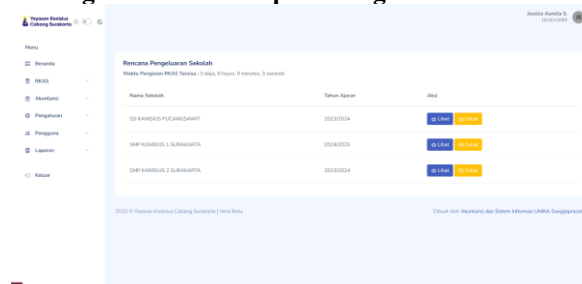 Yayasan Kanisius
Cabang Surakarta
Jessica Aurelia S.
DEVELOPER
Menu
Beranda
RKAS
Akuntansi
Pengaturan
Pengguna
Laporan
Keluar
Rencana Pengeluaran Sekolah
Waktu Pengisian RKAS Tersisa : 3 days, 8 hours, 0 minutes, 3 seconds
Nama Sekolah Tahun Ajaran Aksi
SD KANISIUS PUCANGSAWIT 2023/2024 Lihat Cetak
SMP KANISIUS 1 SURAKARTA 2024/2025 Lihat Cetak
SMP KANISIUS 2 SURAKARTA 2023/2024 Lihat Cetak
2022 © Yayasan Kanisius Cabang Surakarta | Versi Beta
Dibuat oleh Akuntansi dan Sistem Informasi UNIKA Soegijapranata